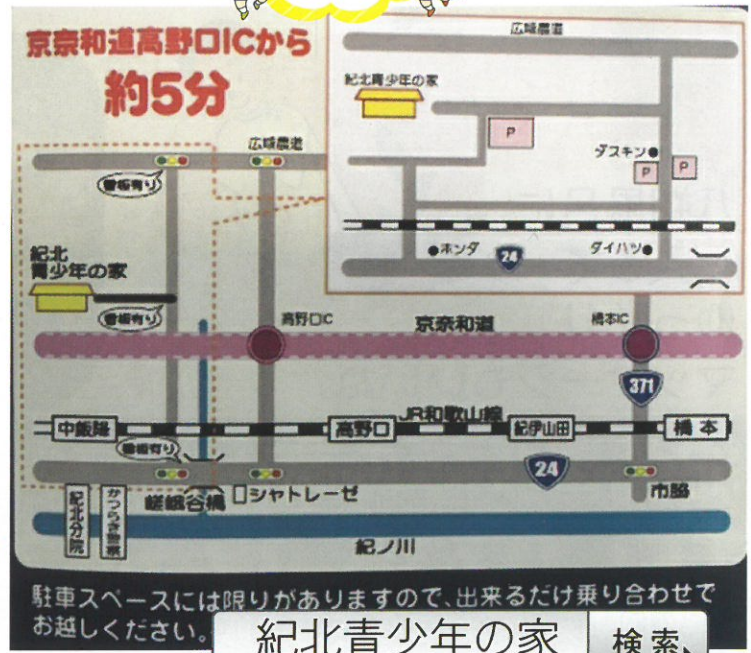 京奈和道高野口ICから
約5分
広域農道
紀北青少年の家
P
ダスキン
P
P
ホンダ
24
ダイハツ
広域農道
看板有り
紀北
青少年の家
看板有り
高野口IC
京奈和道
橋本IC
371
JR和歌山線
中飯降
高野口
紀伊山田
橋本
看板有り
24
嵯峨谷橋
シャトレーゼ
市脇
紀北分院
かつらぎ警察
紀ノ川
駐車スペースには限りがありますので、出来るだけ乗り合わせで
お越しください。
紀北青少年の家
検索